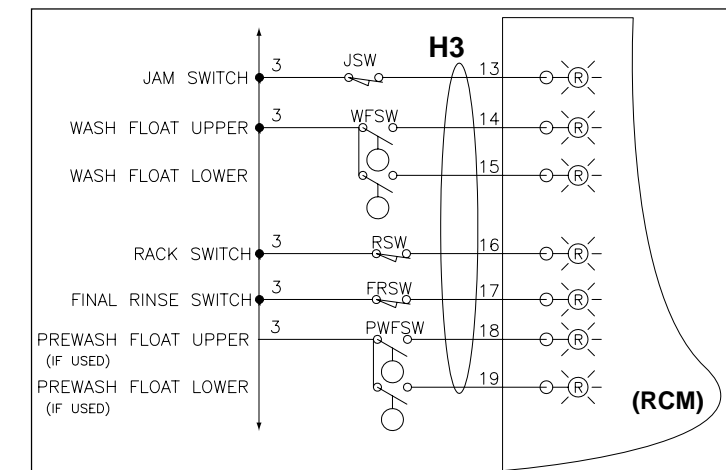 H3
JAM SWITCH 3 JSW 13 R
WASH FLOAT UPPER 3 WFSW 14 R
WASH FLOAT LOWER 15 R
RACK SWITCH 3 RSW 16 R
FINAL RINSE SWITCH 3 FRSW 17 R
PREWASH FLOAT UPPER 3 PWFSW 18 R
(IF USED)
PREWASH FLOAT LOWER 19 R
(IF USED)
(RCM)